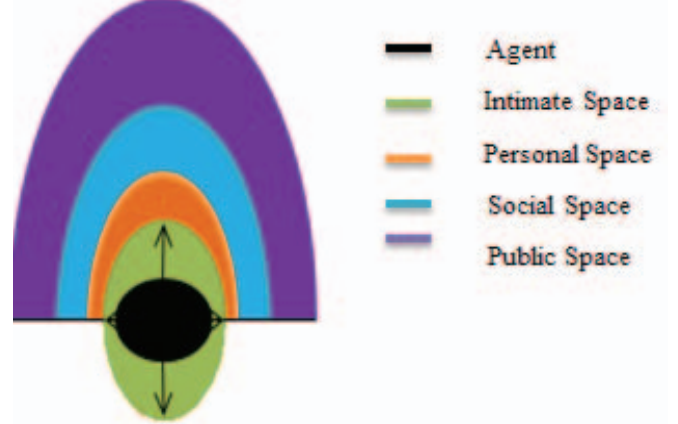 Agent
Intimate Space
Personal Space
Social Space
Public Space